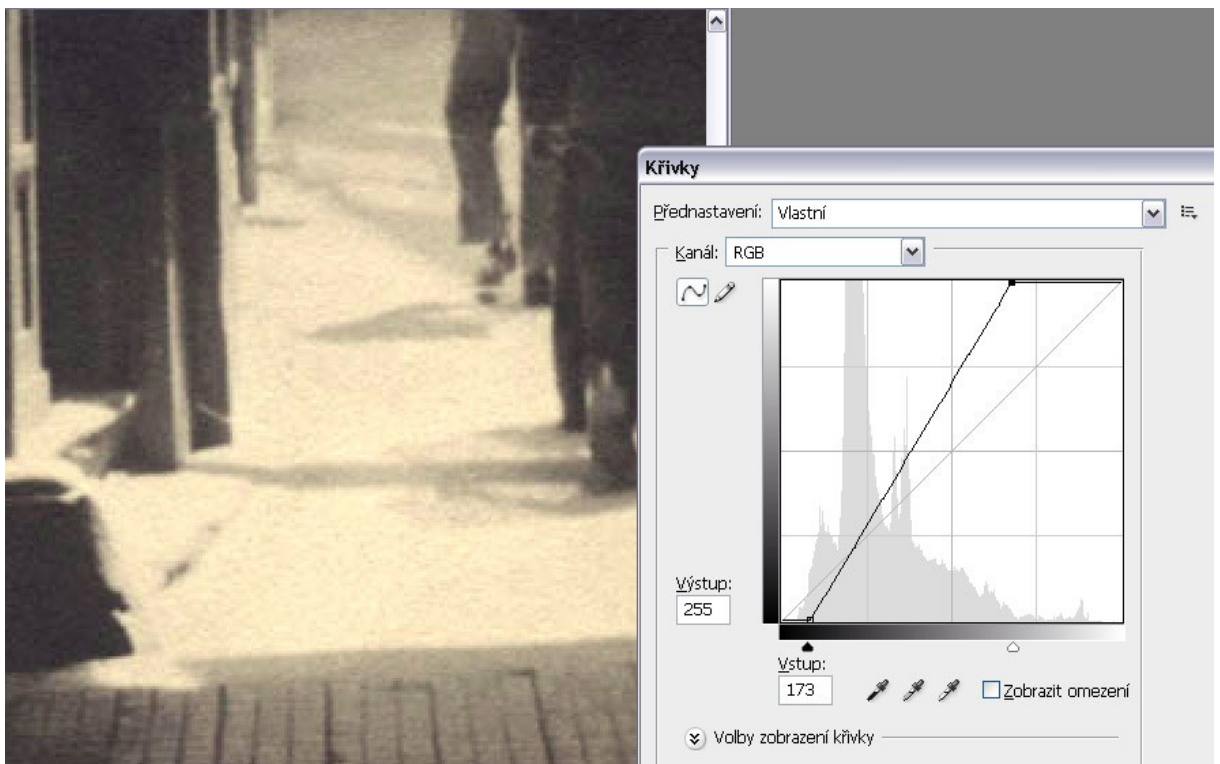 Křivky
Přednastavení: Vlastní
Kanál: RGB
Výstup:
255
Vstup:
173
Zobrazit omezení
Volby zobrazení křivky